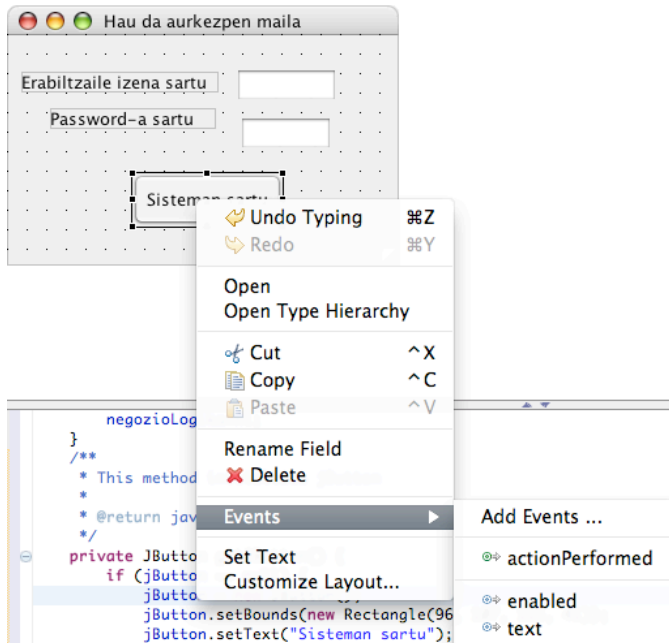 Hau da aurkezpen maila
Erabiltzaile izena sartu
Password-a sartu
Sisteman sartu
Undo Typing ⌘Z
Redo ⌘Y
Open
Open Type Hierarchy
Cut ^X
Copy ^C
Paste ^V
Rename Field
Delete
Events
Set Text
Customize Layout...
Add Events ...
actionPerformed
enabled
text
negozioLog
}
/**
* This method
*
* @return jav
*/
private JButto
if (jButto
jButto
jButton.setBounds(new Rectangle(96
jButton.setText("Sisteman sartu");